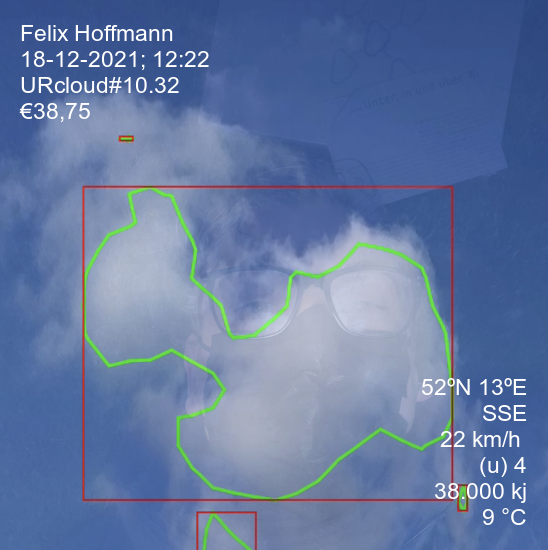 Felix Hoffmann
18-12-2021; 12:22
URcloud#10.32
€38,75
52ºN 13ºE
SSE
22 km/h
(u) 4
38.000 kj
9 °C